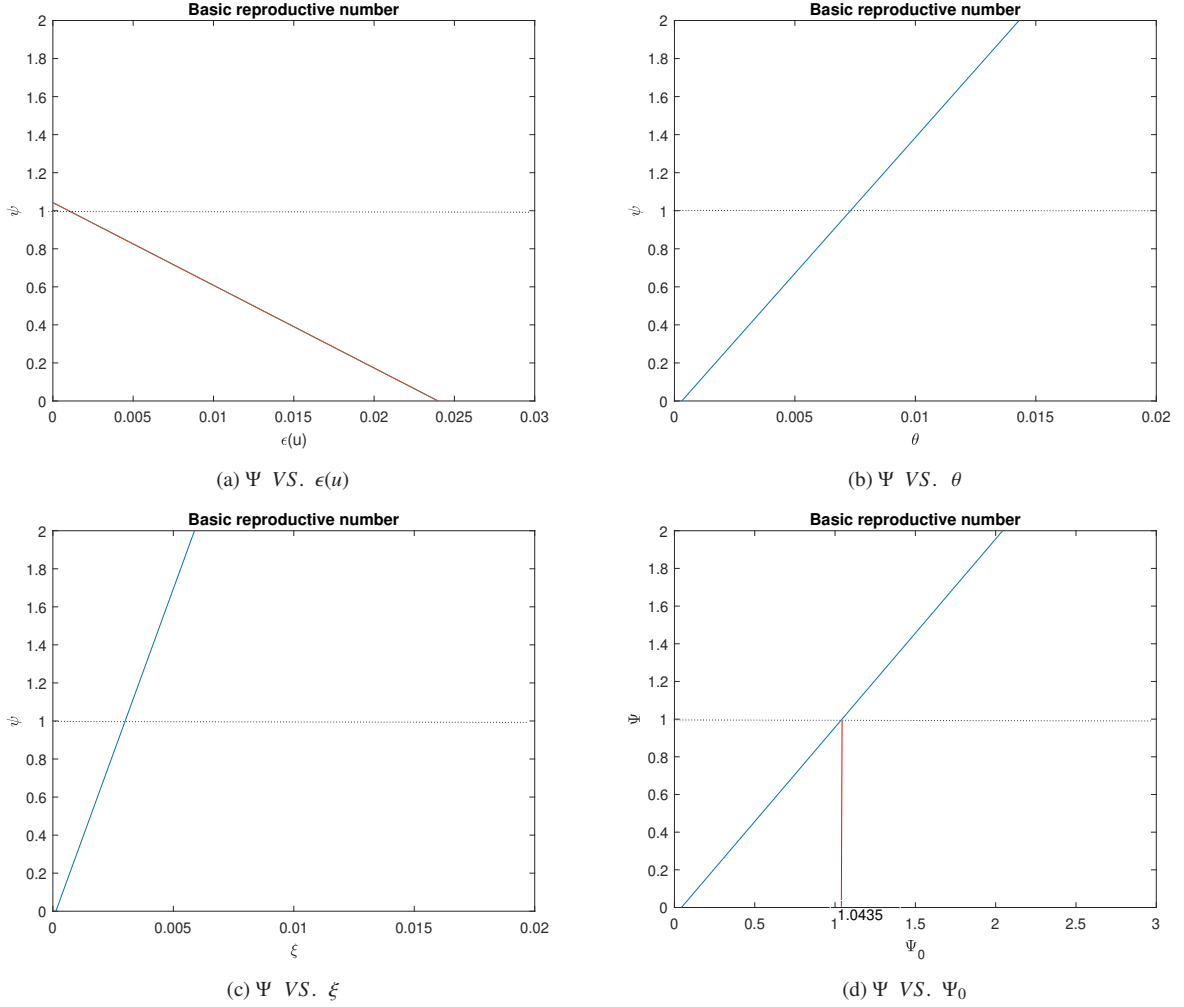 Basic reproductive number
2
1.8
1.6
1.4
1.2
1
0.8
0.6
0.4
0.2
0
ψ
0 0.005 0.01 0.015 0.02 0.025 0.03
ϵ(u)
(a) Ψ VS. ϵ(u)
Basic reproductive number
2
1.8
1.6
1.4
1.2
1
0.8
0.6
0.4
0.2
0
ψ
0 0.005 0.01 0.015 0.02
θ
(b) Ψ VS. θ
Basic reproductive number
2
1.8
1.6
1.4
1.2
1
0.8
0.6
0.4
0.2
0
ψ
0 0.005 0.01 0.015 0.02
ξ
(c) Ψ VS. ξ
Basic reproductive number
2
1.8
1.6
1.4
1.2
1
0.8
0.6
0.4
0.2
0
Ψ
0 0.5 1 1.5 2 2.5 3
1.0435
Ψ₀
(d) Ψ VS. Ψ₀